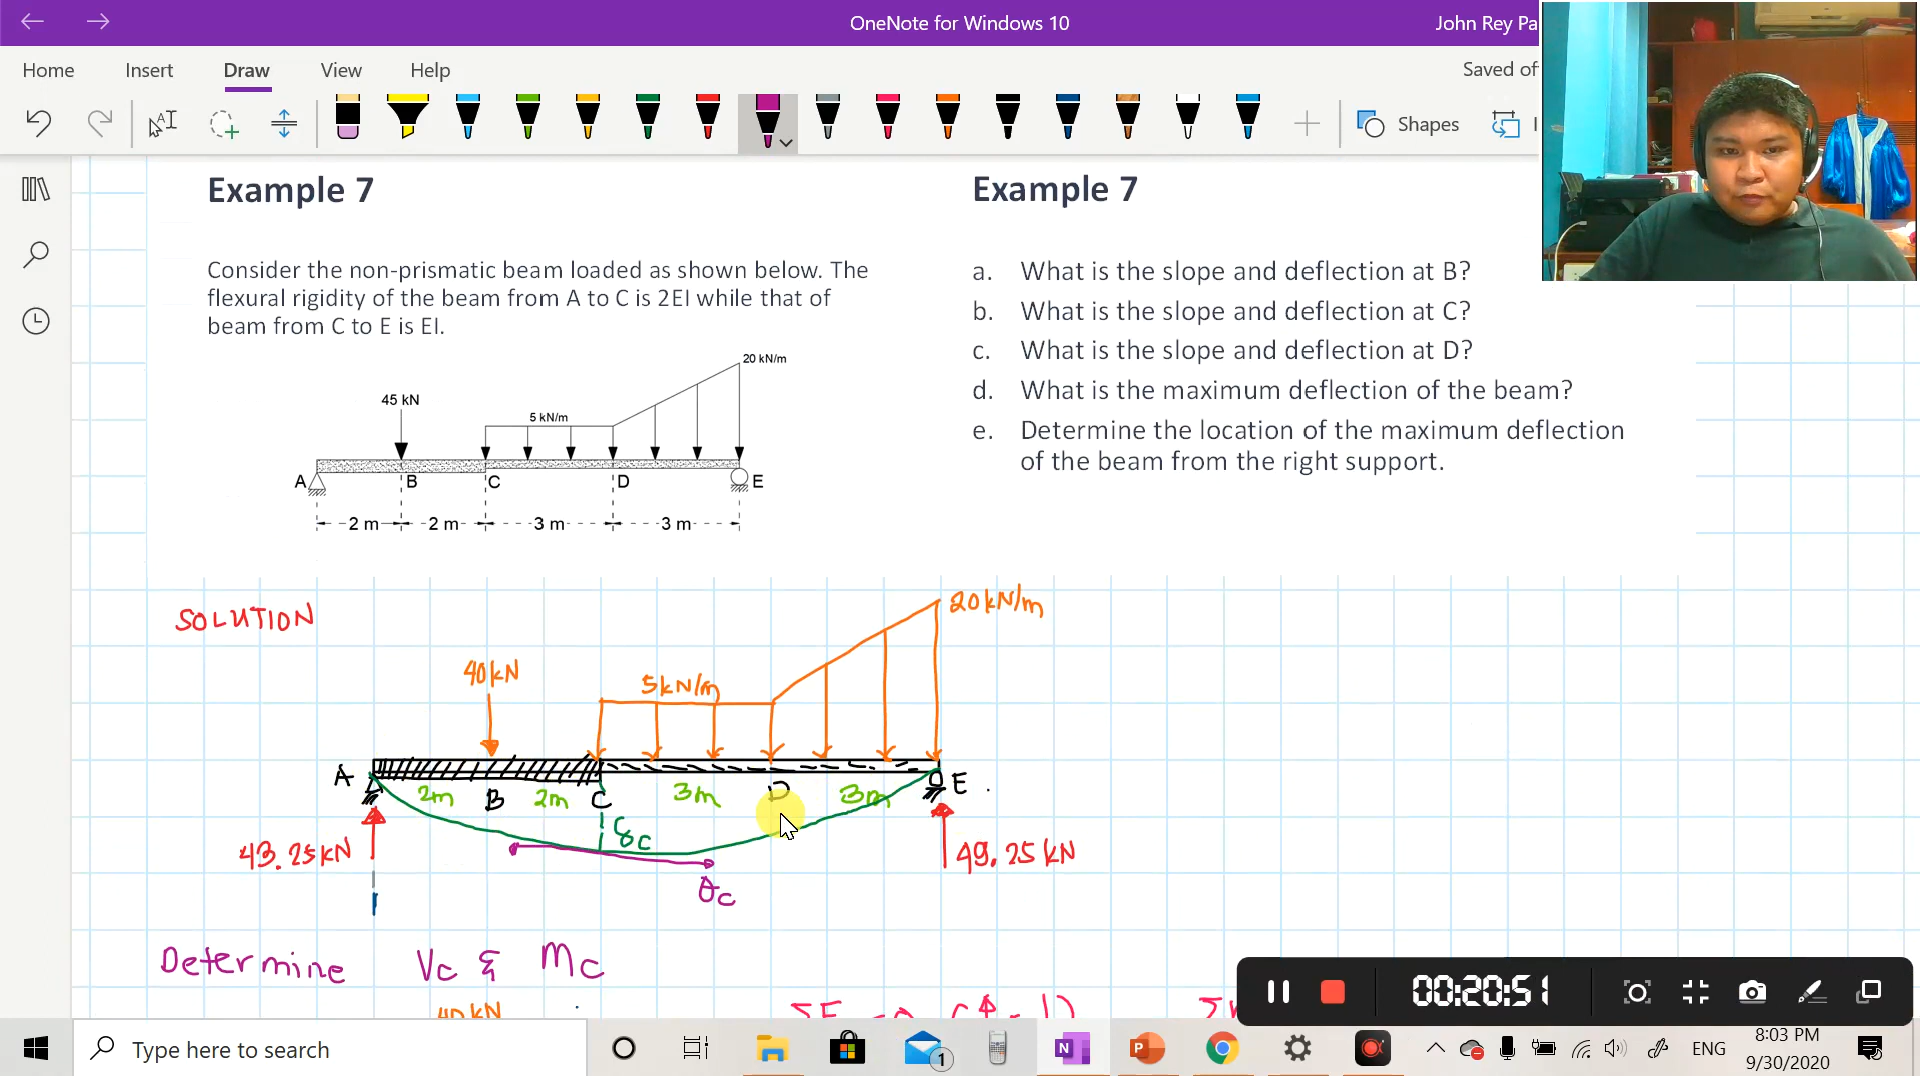 OneNote for Windows 10
John Rey Pa
Home Insert Draw View Help
Saved of
Shapes
Example 7
Consider the non-prismatic beam loaded as shown below. The
flexural rigidity of the beam from A to C is 2EI while that of
beam from C to E is EI.
20 kN/m
45 kN
5 kN/m
A B C D E
2 m 2 m 3 m 3 m
Example 7
a. What is the slope and deflection at B?
b. What is the slope and deflection at C?
c. What is the slope and deflection at D?
d. What is the maximum deflection of the beam?
e. Determine the location of the maximum deflection
of the beam from the right support.
SOLUTION
20kN/m
40kN
5kN/m
A 2m B 2m C 3m D 3m E
δc
43.25kN
49.25 kN
θc
Determine Vc & Mc
40kN
00:20:51
Type here to search
1
ENG
8:03 PM
9/30/2020